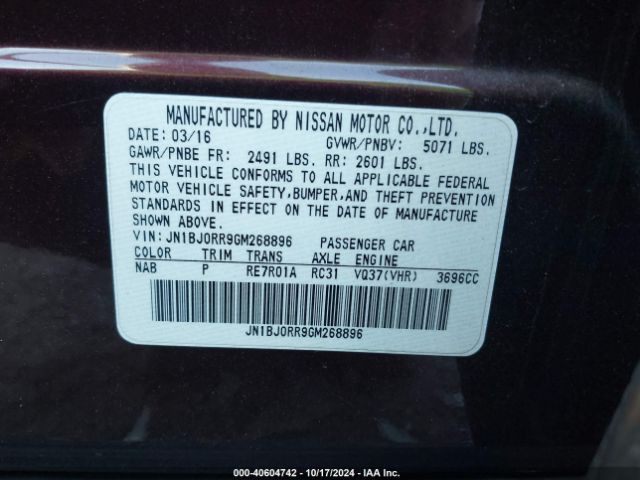 MANUFACTURED BY NISSAN MOTOR CO.,LTD.
DATE: 03/16 GVWR/PNBV: 5071 LBS.
GAWR/PNBE FR: 2491 LBS. RR: 2601 LBS.
THIS VEHICLE CONFORMS TO ALL APPLICABLE FEDERAL
MOTOR VEHICLE SAFETY,BUMPER,AND THEFT PREVENTION
STANDARDS IN EFFECT ON THE DATE OF MANUFACTURE
SHOWN ABOVE.
VIN: JN1BJ0RR9GM268896 PASSENGER CAR
COLOR TRIM TRANS AXLE ENGINE
NAB P RE7R01A RC31 VQ37(VHR) 3696CC
JN1BJ0RR9GM268896
000-40604742 - 10/17/2024 - IAA Inc.